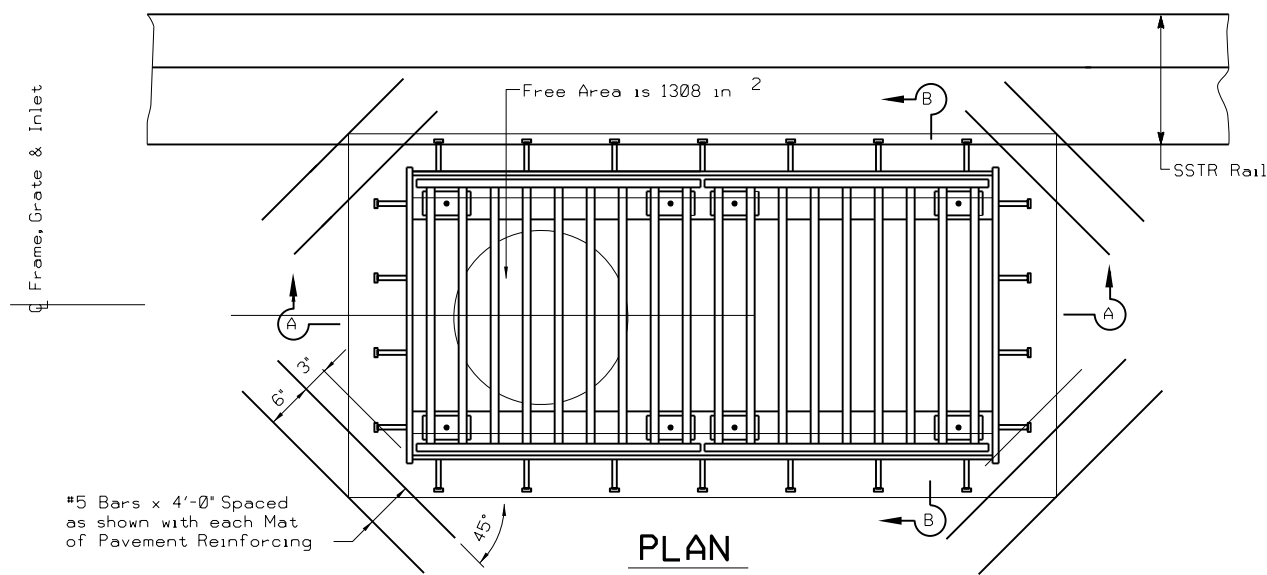 Free Area is 1308 in 2
B
SSTR Rail
℄ Frame, Grate & Inlet
A
A
3"
6"
#5 Bars x 4'-0" Spaced
as shown with each Mat
of Pavement Reinforcing
45°
B
PLAN